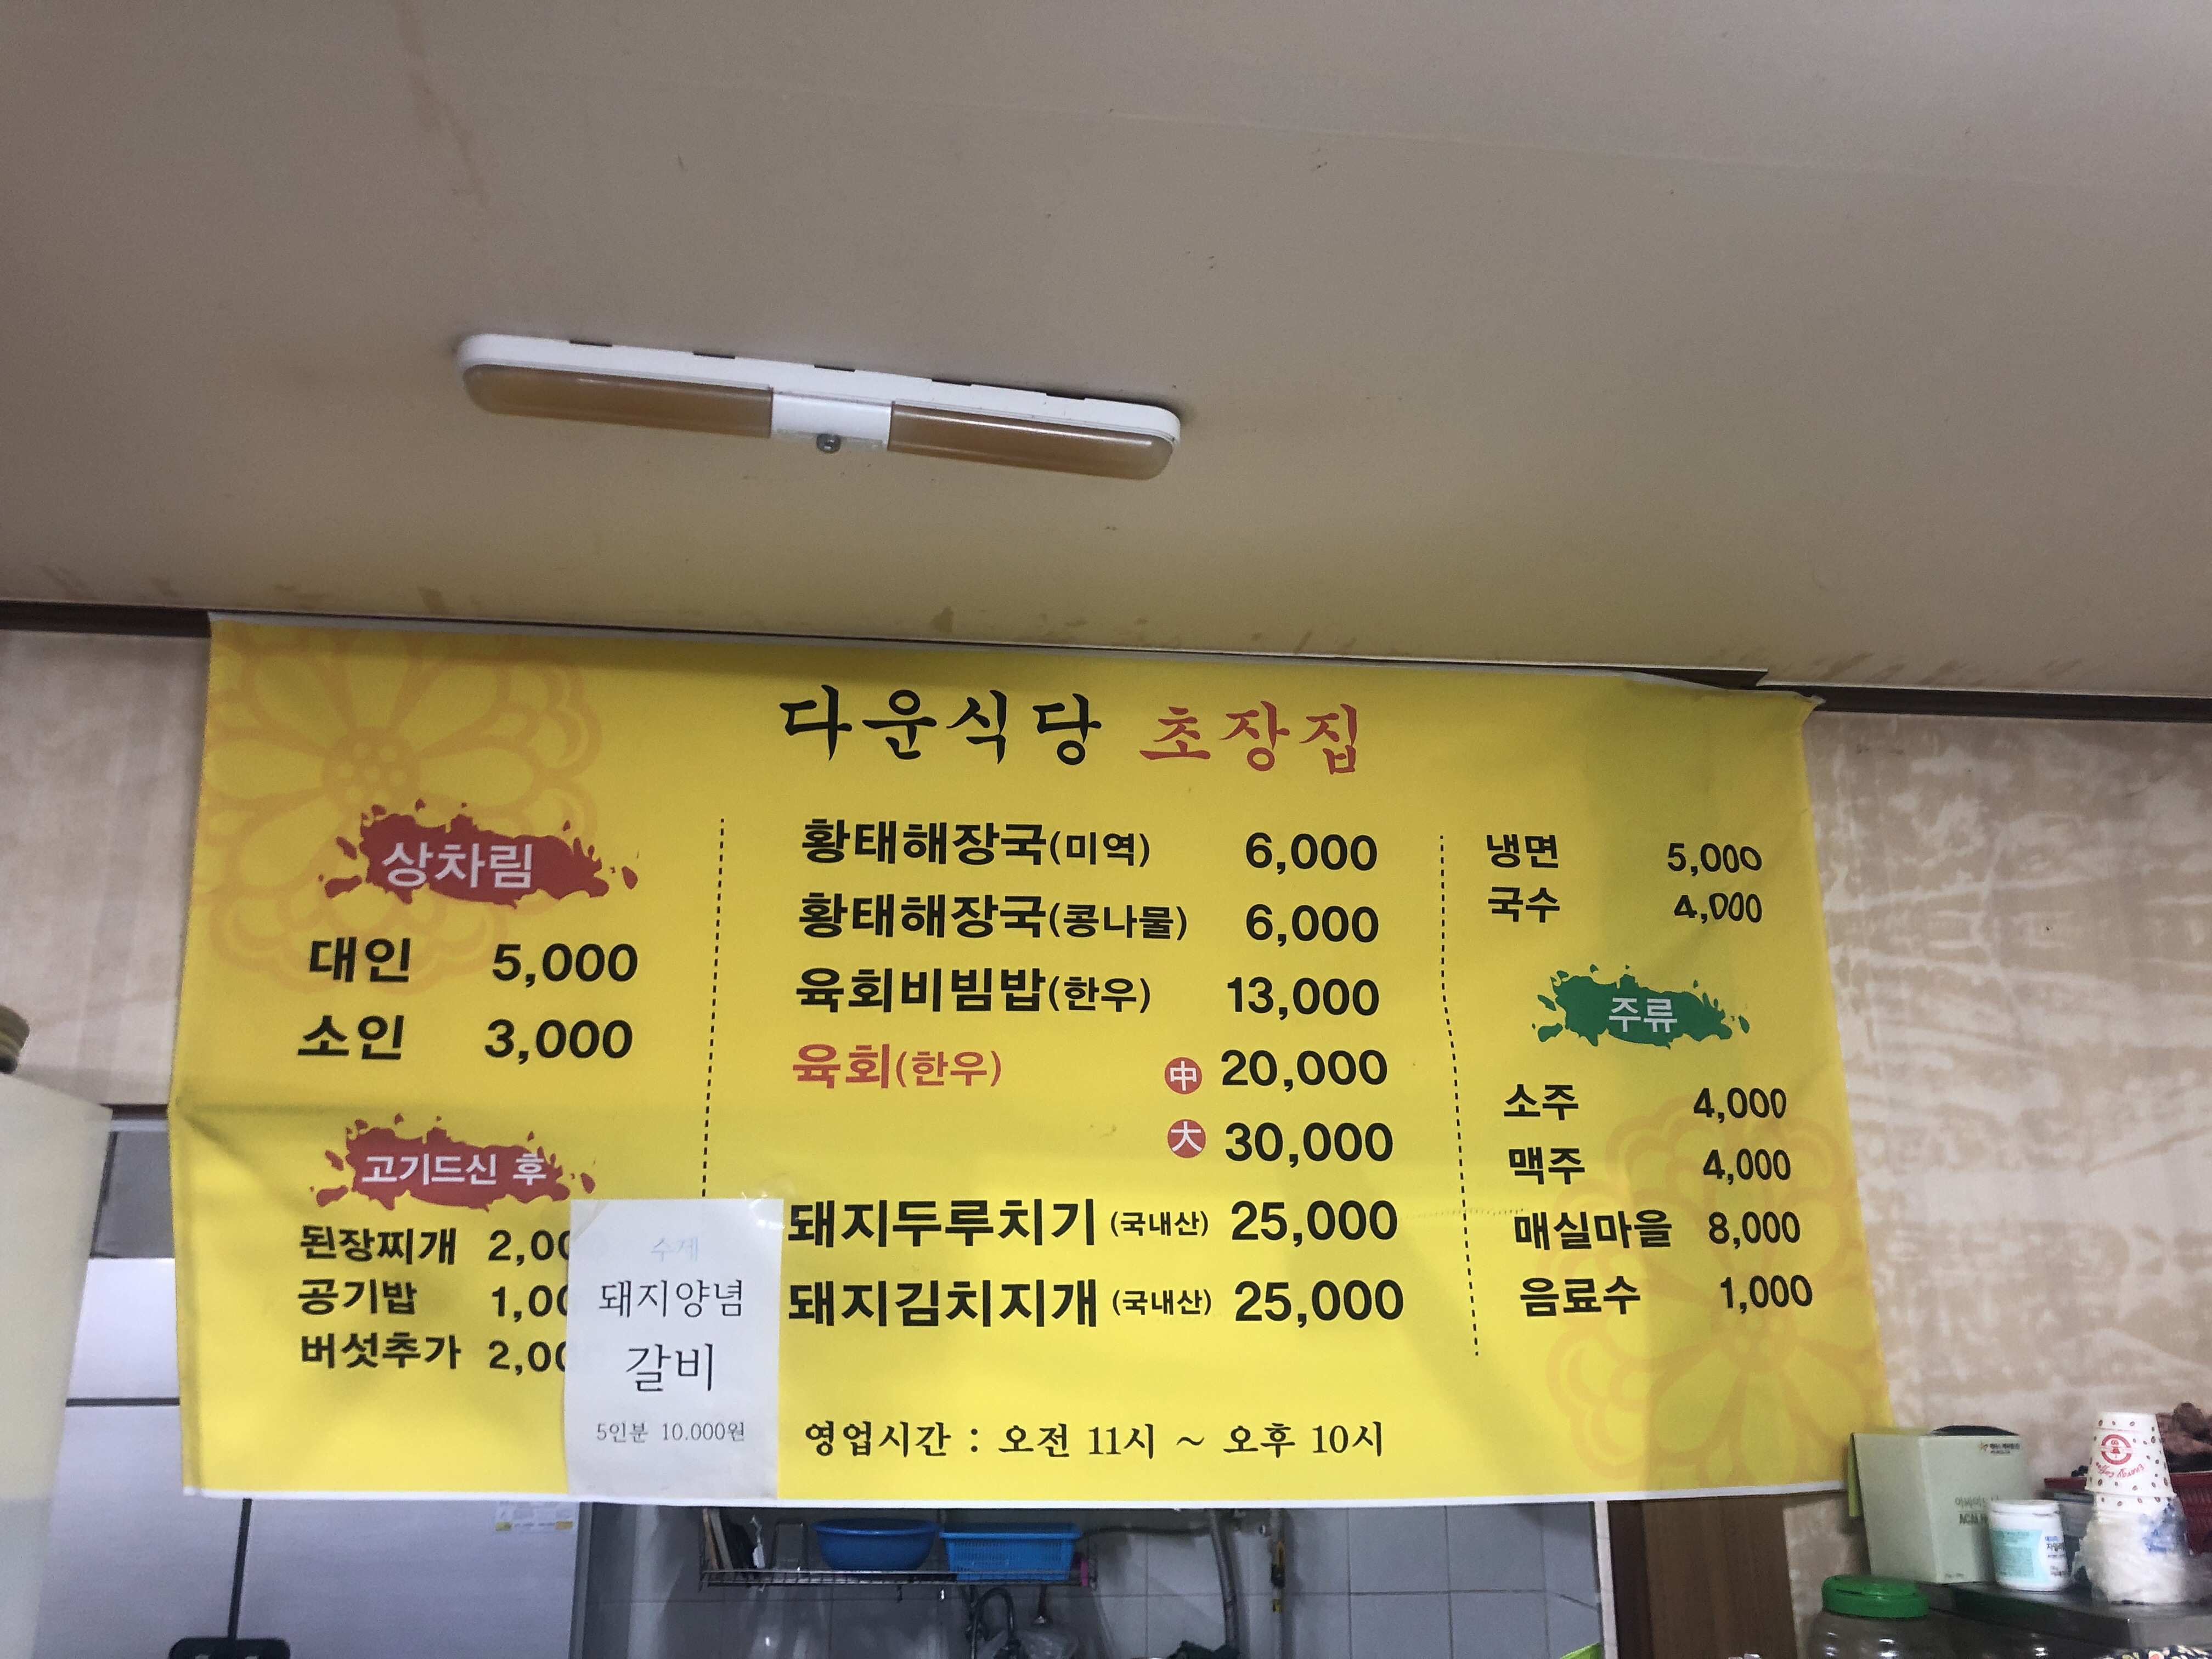 다운식당 초장집
상차림
대인 5,000
소인 3,000
고기드신 후
된장찌개 2,00
공기밥 1,00
버섯추가 2,00
수제
돼지양념
갈비
5인분 10.000원
황태해장국(미역) 6,000
황태해장국(콩나물) 6,000
육회비빔밥(한우) 13,000
육회(한우) 中 20,000
大 30,000
돼지두루치기 (국내산) 25,000
돼지김치지개 (국내산) 25,000
영업시간 : 오전 11시 ~ 오후 10시
냉면 5,000
국수 4,000
주류
소주 4,000
맥주 4,000
매실마을 8,000
음료수 1,000
Energy Coffee